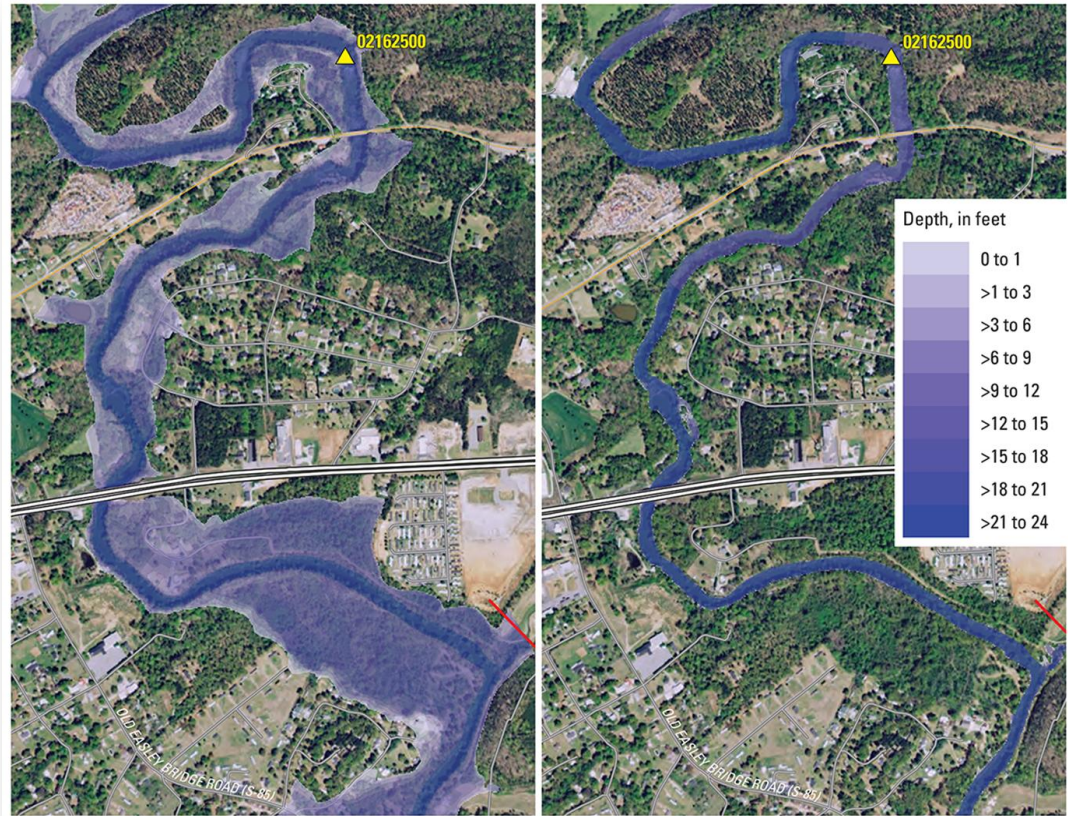 02162500
02162500
Depth, in feet
0 to 1
>1 to 3
>3 to 6
>6 to 9
>9 to 12
>12 to 15
>15 to 18
>18 to 21
>21 to 24
OLD EASLEY BRIDGE ROAD (S-85)
OLD EASLEY BRIDGE ROAD (S-85)